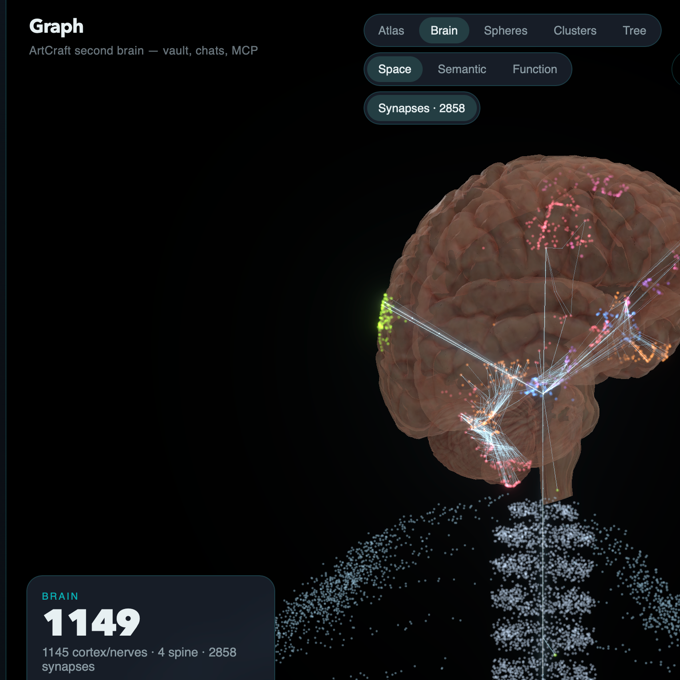 Graph
ArtCraft second brain — vault, chats, MCP
Atlas Brain Spheres Clusters Tree
Space Semantic Function
Synapses · 2858
BRAIN
1149
1145 cortex/nerves · 4 spine · 2858
synapses